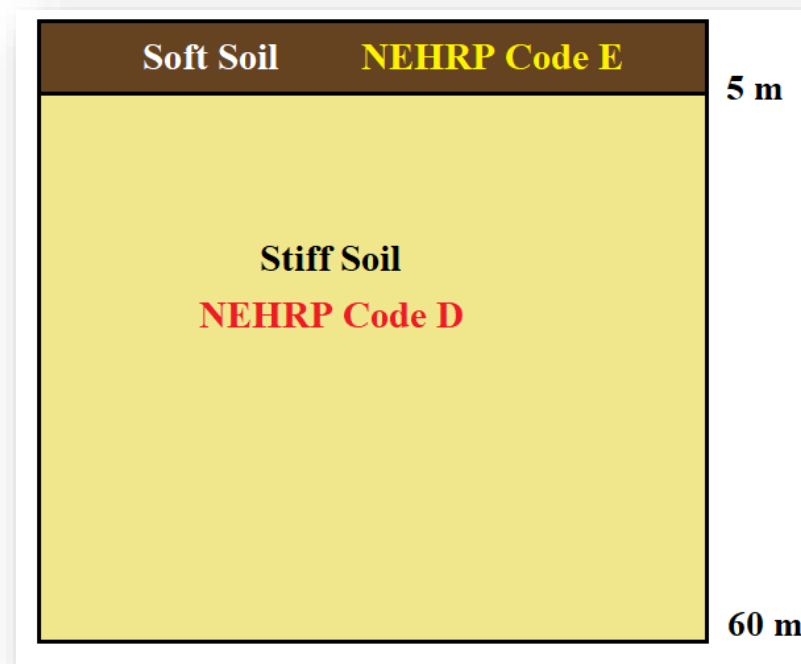 Soft Soil NEHRP Code E
5 m
Stiff Soil
NEHRP Code D
60 m